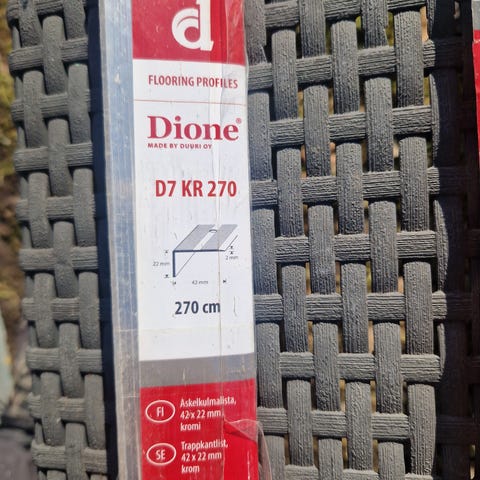 d
FLOORING PROFILES
Dione®
MADE BY DUURI OY
D7 KR 270
22 mm
2 mm
42 mm
270 cm
FI
Askelkulmalista,
42 x 22 mm
kromi
SE
Trappkantlist,
42 x 22 mm
krom